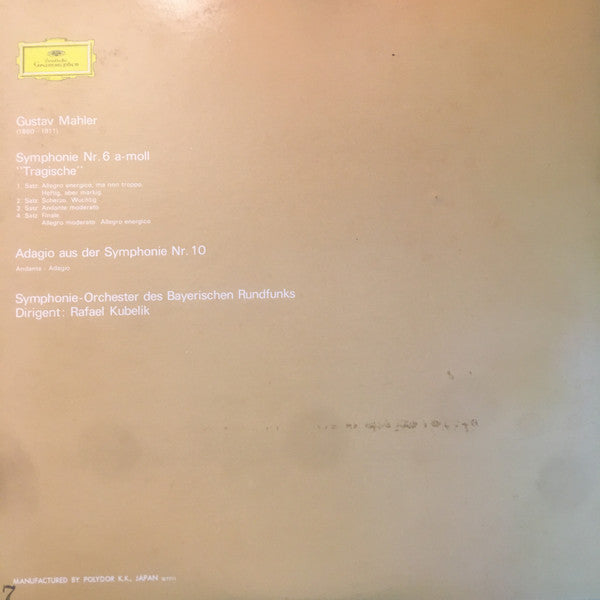 Deutsche
Grammophon
Gustav Mahler
(1860-1911)
Symphonie Nr. 6 a-moll
"Tragische"
1. Satz: Allegro energico, ma non troppo.
Heftig, aber markig
2. Satz: Scherzo. Wuchtig
3. Satz: Andante moderato
4. Satz: Finale.
Allegro moderato. Allegro energico
Adagio aus der Symphonie Nr. 10
Andante - Adagio
Symphonie-Orchester des Bayerischen Rundfunks
Dirigent: Rafael Kubelik
MANUFACTURED BY POLYDOR K.K., JAPAN
7